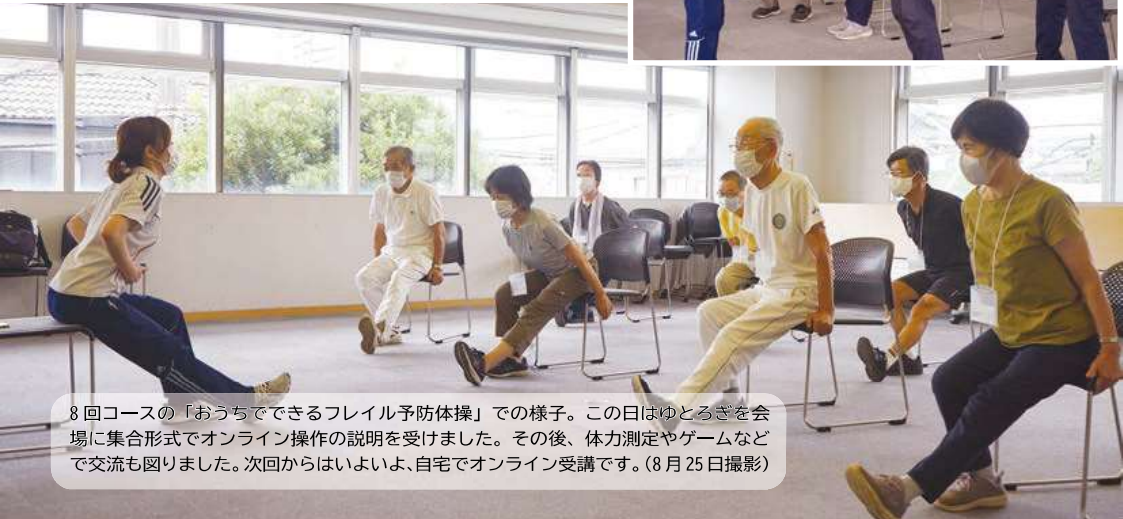 8回コースの「おうちでできるフレイル予防体操」での様子。この日はゆとろぎを会
場に集合形式でオンライン操作の説明を受けました。その後、体力測定やゲームなど
で交流も図りました。次回からはいよいよ、自宅でオンライン受講です。(8月25日撮影)